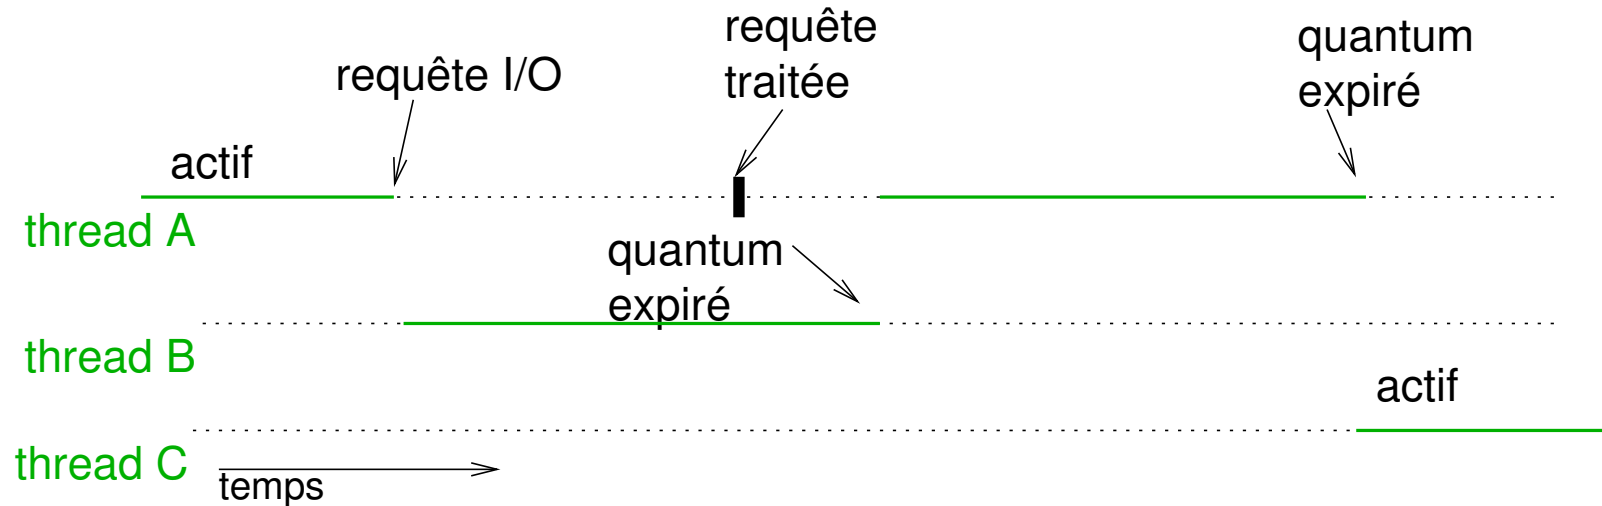 requête
traitée
quantum
expiré
requête I/O
actif
thread A
quantum
expiré
thread B
actif
thread C
temps